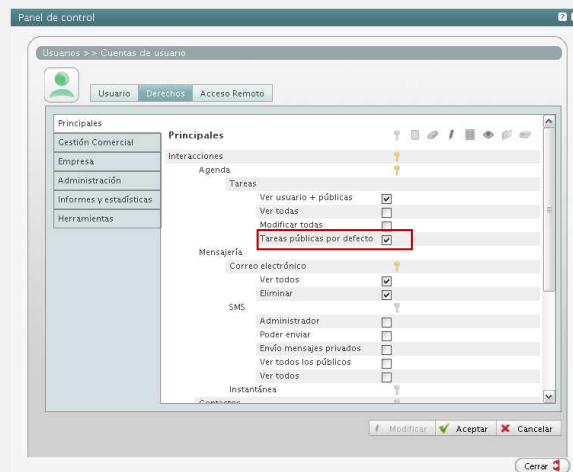 Panel de control
Usuarios >> Cuentas de usuario
Usuario Derechos Acceso Remoto
Principales
Gestión Comercial
Empresa
Administración
Informes y estadísticas
Herramientas
Principales
Interacciones
Agenda
Tareas
Ver usuario + públicas
Ver todas
Modificar todas
Tareas públicas por defecto
Mensajería
Correo electrónico
Ver todos
Eliminar
SMS
Administrador
Poder enviar
Envío mensajes privados
Ver todos los públicos
Ver todos
Instantánea
Contactos
Modificar Aceptar Cancelar
Cerrar